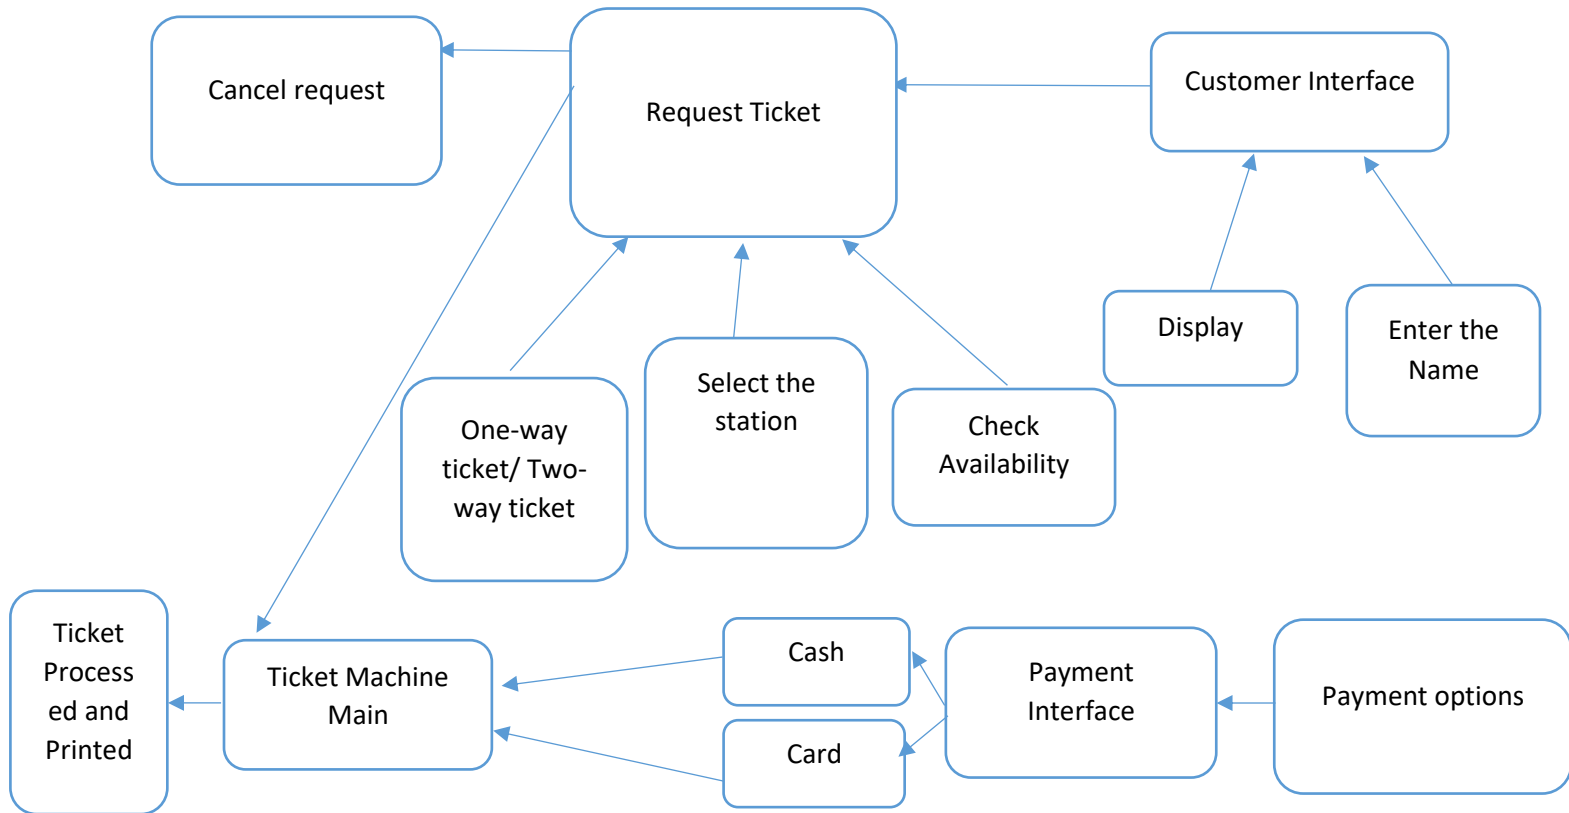 Cancel request
Request Ticket
Customer Interface
One-way
ticket/ Two-
way ticket
Select the
station
Check
Availability
Display
Enter the
Name
Ticket
Process
ed and
Printed
Ticket Machine
Main
Cash
Card
Payment
Interface
Payment options